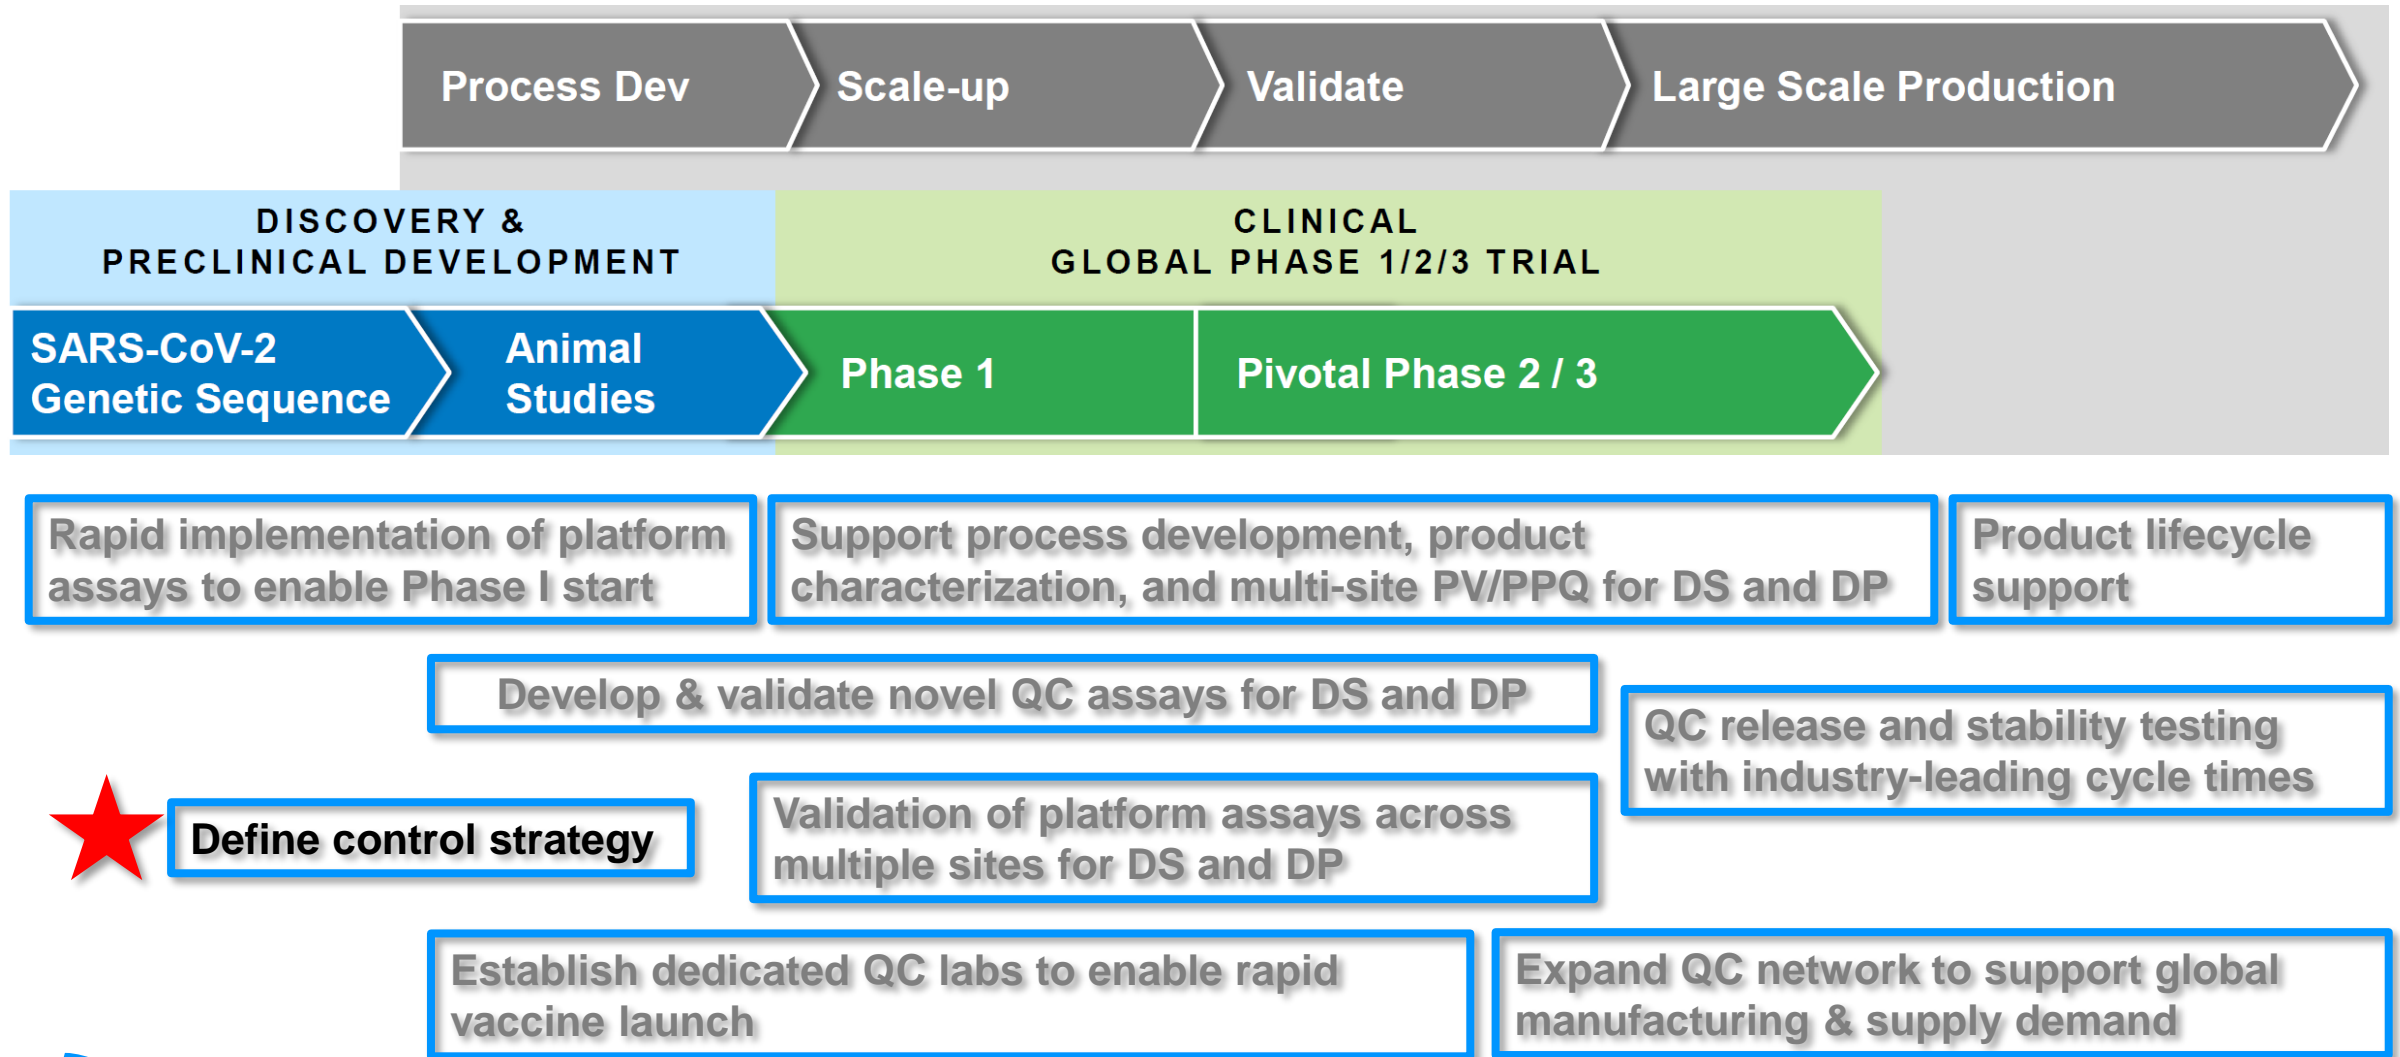 Process Dev
Scale-up
Validate
Large Scale Production
DISCOVERY &
PRECLINICAL DEVELOPMENT
CLINICAL
GLOBAL PHASE 1/2/3 TRIAL
SARS-CoV-2
Genetic Sequence
Animal
Studies
Phase 1
Pivotal Phase 2 / 3
Rapid implementation of platform
assays to enable Phase I start
Support process development, product
characterization, and multi-site PV/PPQ for DS and DP
Product lifecycle
support
Develop & validate novel QC assays for DS and DP
QC release and stability testing
with industry-leading cycle times
Define control strategy
Validation of platform assays across
multiple sites for DS and DP
Establish dedicated QC labs to enable rapid
vaccine launch
Expand QC network to support global
manufacturing & supply demand